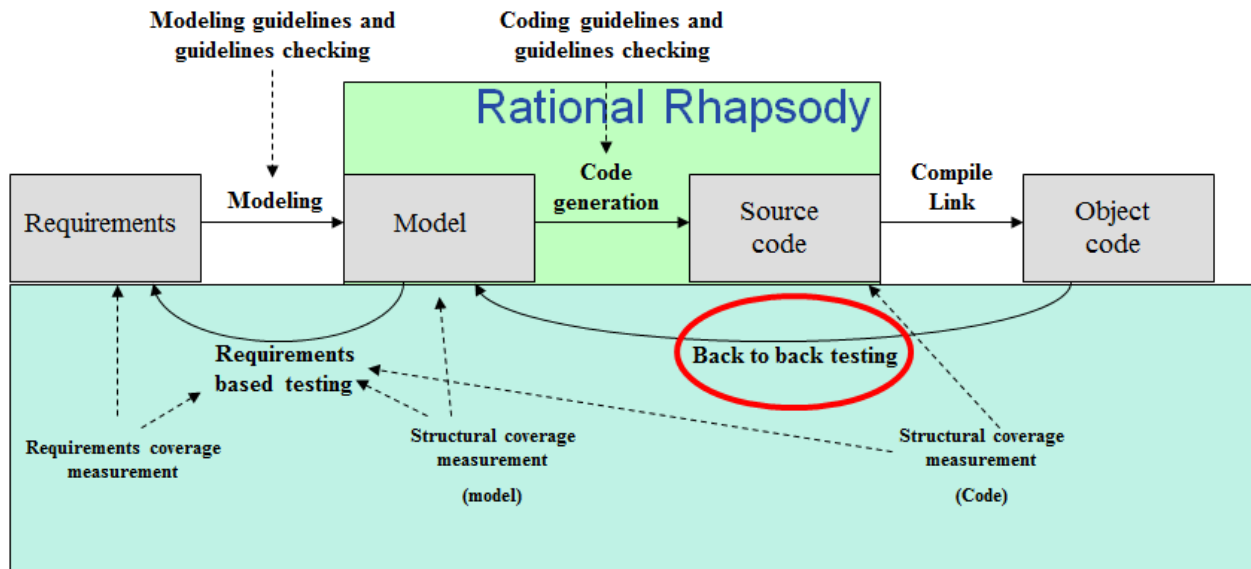 Modeling guidelines and
guidelines checking
Coding guidelines and
guidelines checking
Rational Rhapsody
Requirements
Modeling
Model
Code
generation
Source
code
Compile
Link
Object
code
Requirements
based testing
Back to back testing
Requirements coverage
measurement
Structural coverage
measurement
(model)
Structural coverage
measurement
(Code)